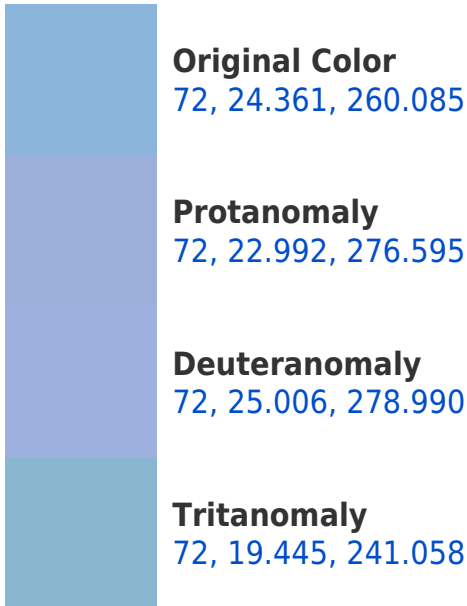 Original Color
72, 24.361, 260.085
Protanomaly
72, 22.992, 276.595
Deuteranomaly
72, 25.006, 278.990
Tritanomaly
72, 19.445, 241.058